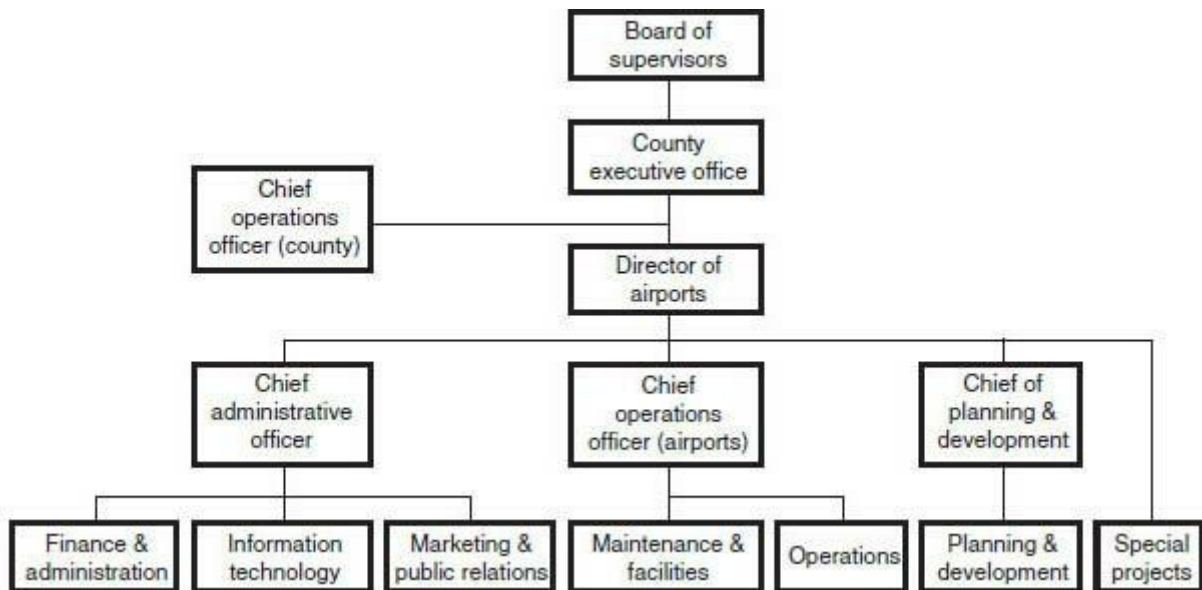 Board of
supervisors
County
executive office
Chief
operations
officer (county)
Director of
airports
Chief
administrative
officer
Chief
operations
officer (airports)
Chief of
planning &
development
Finance &
administration
Information
technology
Marketing &
public relations
Maintenance &
facilities
Operations
Planning &
development
Special
projects